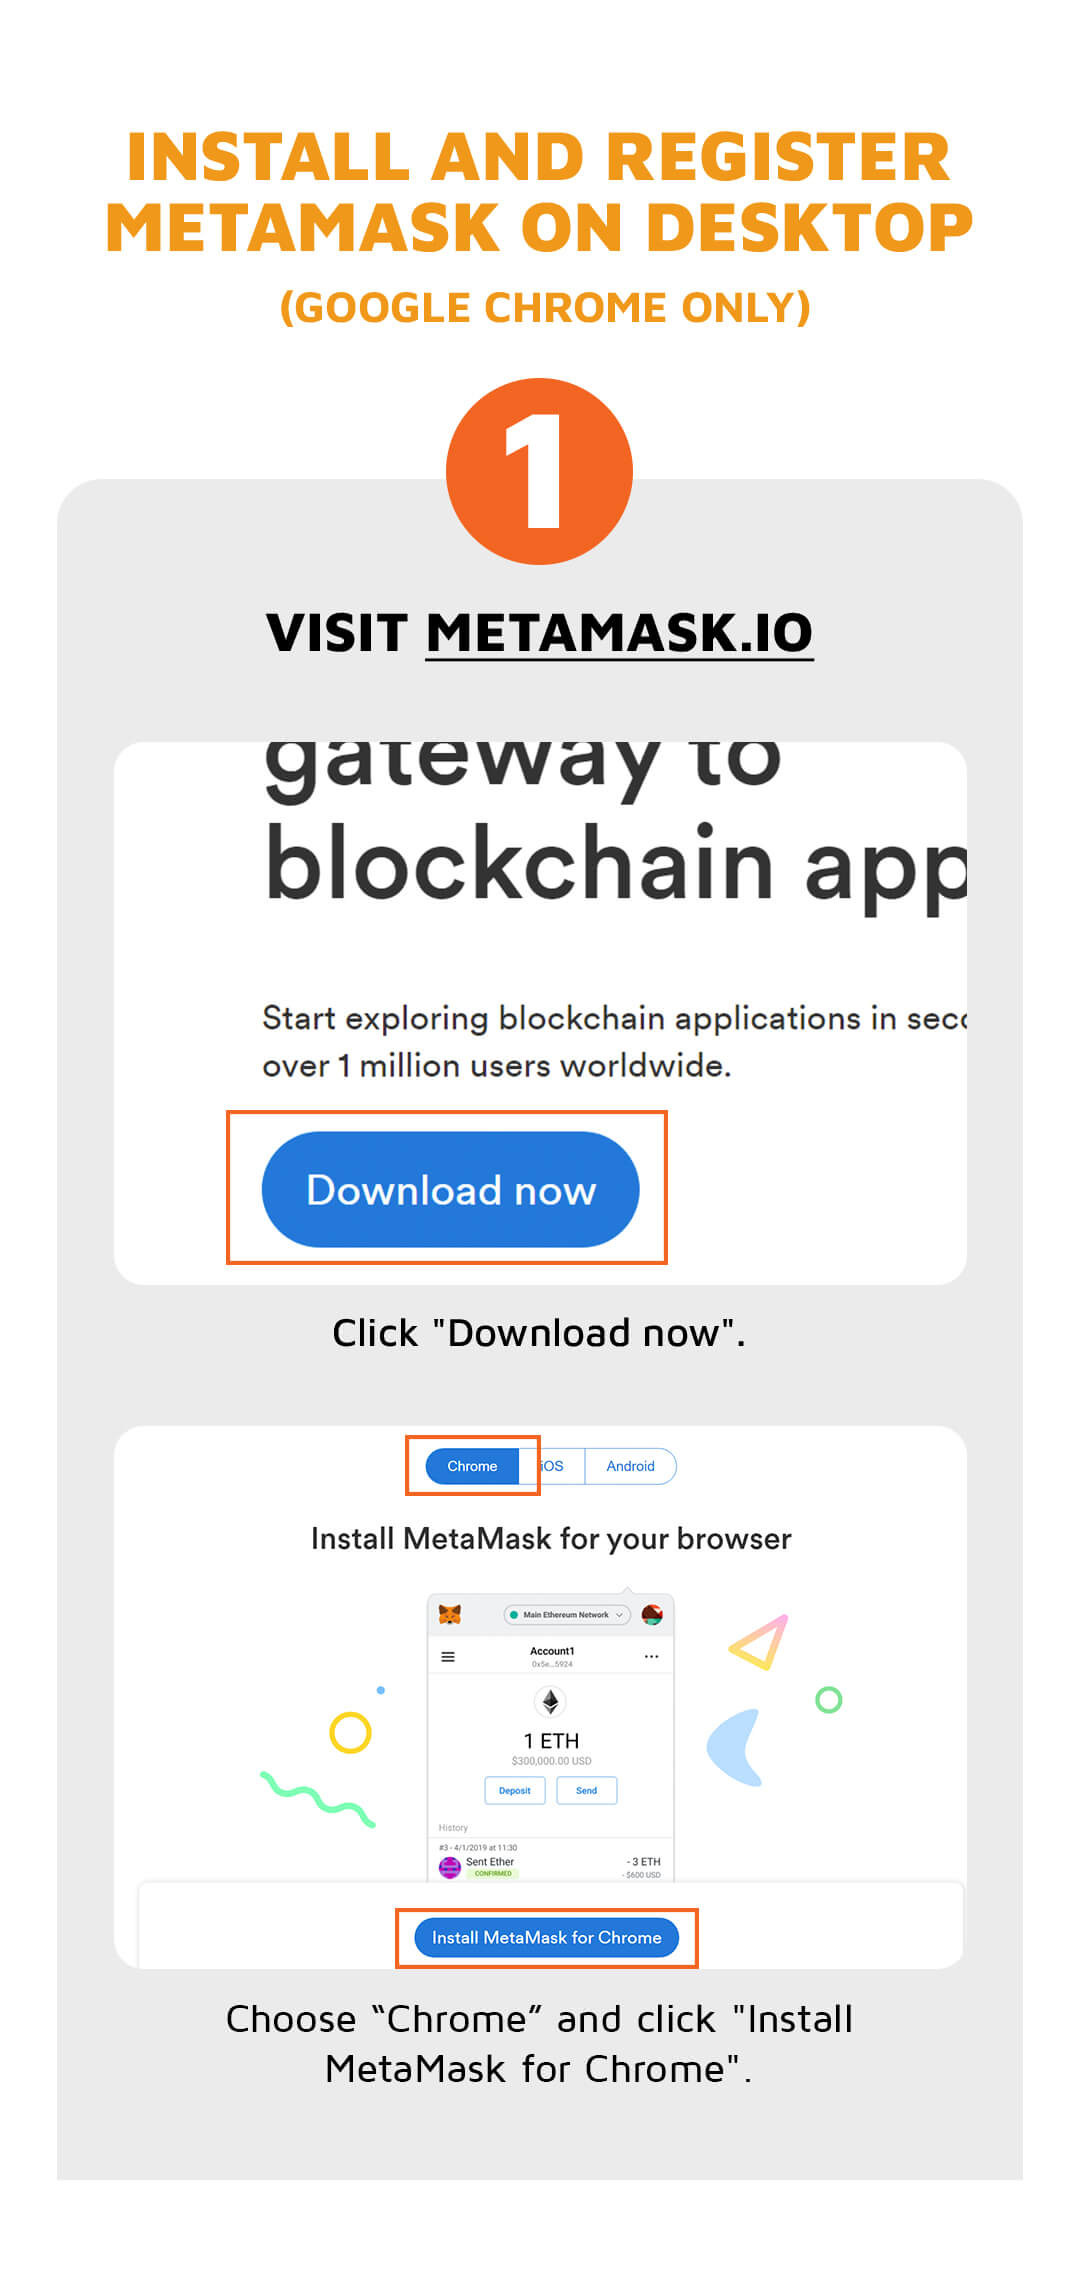 INSTALL AND REGISTER
METAMASK ON DESKTOP
(GOOGLE CHROME ONLY)
1
VISIT METAMASK.IO
gateway to
blockchain app
Start exploring blockchain applications in sec
over 1 million users worldwide.
Download now
Click "Download now".
Chrome
iOS
Android
Install MetaMask for your browser
Main Ethereum Network
Account1
0x5e...5924
1 ETH
$300,000.00 USD
Deposit
Send
History
#3 - 4/1/2019 at 11:30
Sent Ether
- 3 ETH
CONFIRMED
- $600 USD
Install MetaMask for Chrome
Choose “Chrome” and click "Install
MetaMask for Chrome".